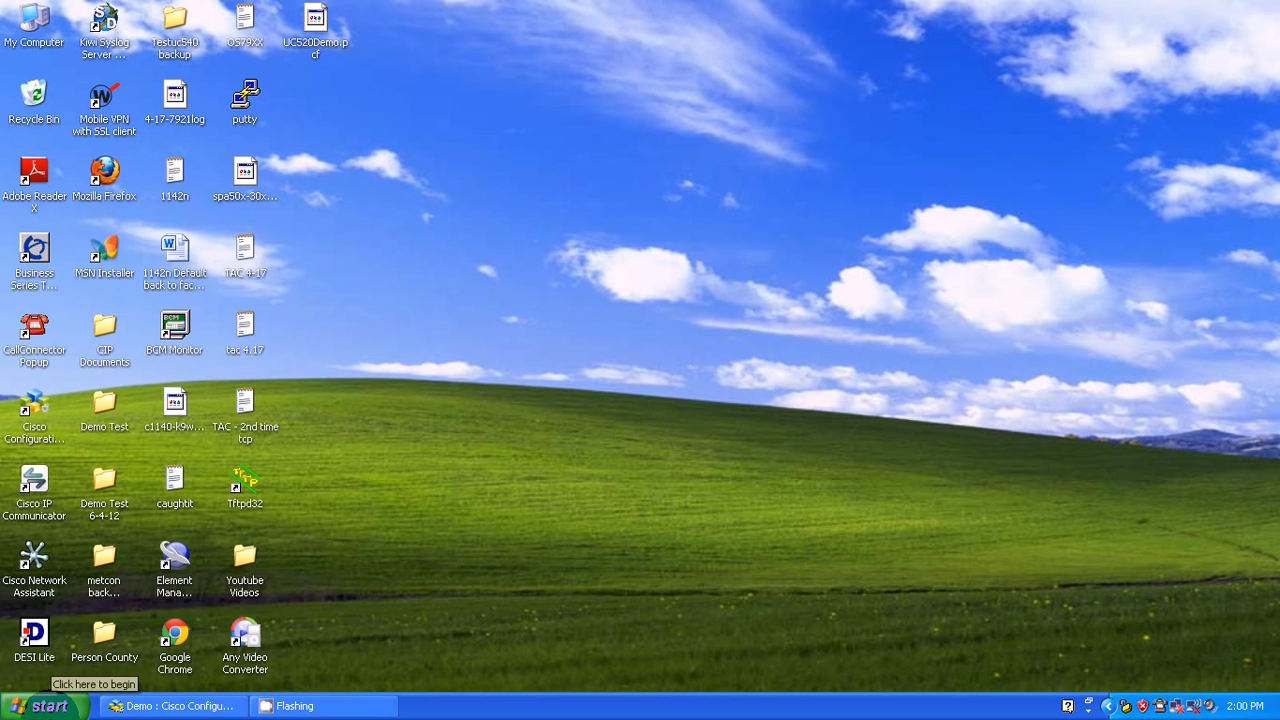 My Computer
Kiwi Syslog
Server ...
Testuc540
backup
OS79XX
UC520Demo.p
cf
Recycle Bin
Mobile VPN
with SSL client
4-17-7921log
putty
Adobe Reader
X
Mozilla Firefox
1142n
spa50x-30x...
Business
Series T...
MSN Installer
1142n Default
back to fac...
TAC 4-17
CallConnector
Popup
CIP
Documents
BCM
BCM Monitor
tac 4.17
Cisco
Configurati...
Demo Test
c1140-k9w...
TAC - 2nd time
tcp
Cisco IP
Communicator
Demo Test
6-4-12
caughtit
Tftpd32
Cisco Network
Assistant
metcon
back...
Element
Mana...
Youtube
Videos
DESI Lite
Person County
Google
Chrome
Any Video
Converter
Click here to begin
start
Demo : Cisco Configu...
Flashing
2:00 PM